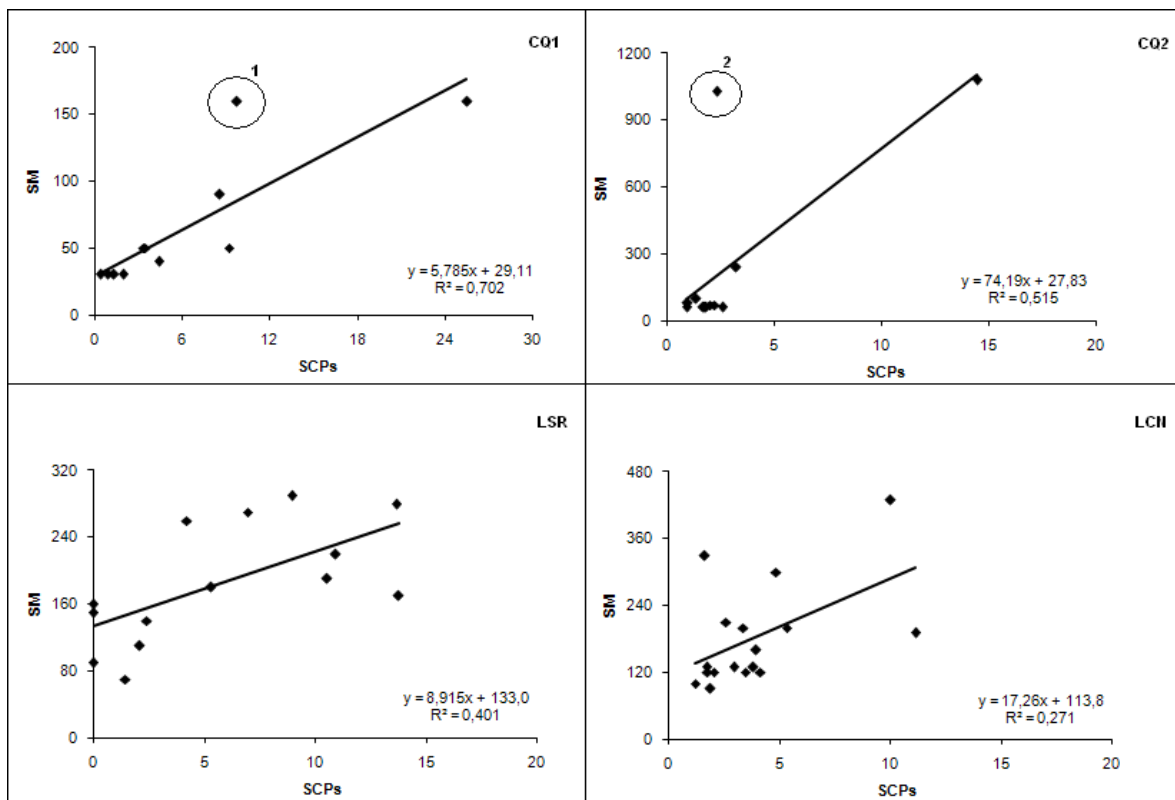 CQ1
200
150
100
50
0
SM
1
y = 5,785x + 29,11
R² = 0,702
0 6 12 18 24 30
SCPs
CQ2
1200
900
600
300
0
SM
2
y = 74,19x + 27,83
R² = 0,515
0 5 10 15 20
SCPs
LSR
320
240
160
80
0
SM
y = 8,915x + 133,0
R² = 0,401
0 5 10 15 20
SCPs
LCN
480
360
240
120
0
SM
y = 17,26x + 113,8
R² = 0,271
0 5 10 15 20
SCPs